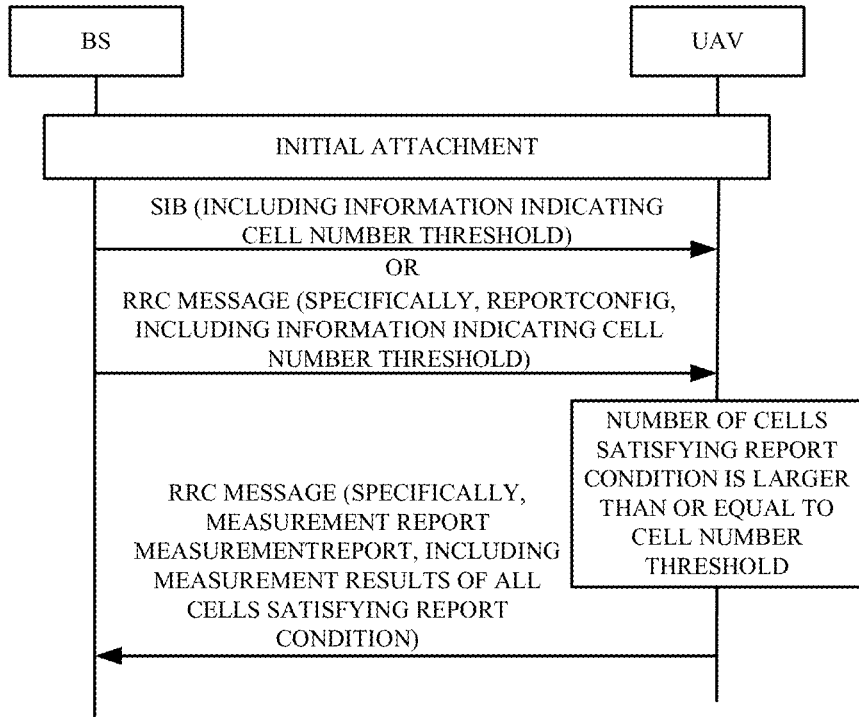 BS
UAV
INITIAL ATTACHMENT
SIB (INCLUDING INFORMATION INDICATING
CELL NUMBER THRESHOLD)
OR
RRC MESSAGE (SPECIFICALLY, REPORTCONFIG,
INCLUDING INFORMATION INDICATING CELL
NUMBER THRESHOLD)
NUMBER OF CELLS
SATISFYING REPORT
CONDITION IS LARGER
THAN OR EQUAL TO
CELL NUMBER
THRESHOLD
RRC MESSAGE (SPECIFICALLY,
MEASUREMENT REPORT
MEASUREMENTREPORT, INCLUDING
MEASUREMENT RESULTS OF ALL
CELLS SATISFYING REPORT
CONDITION)